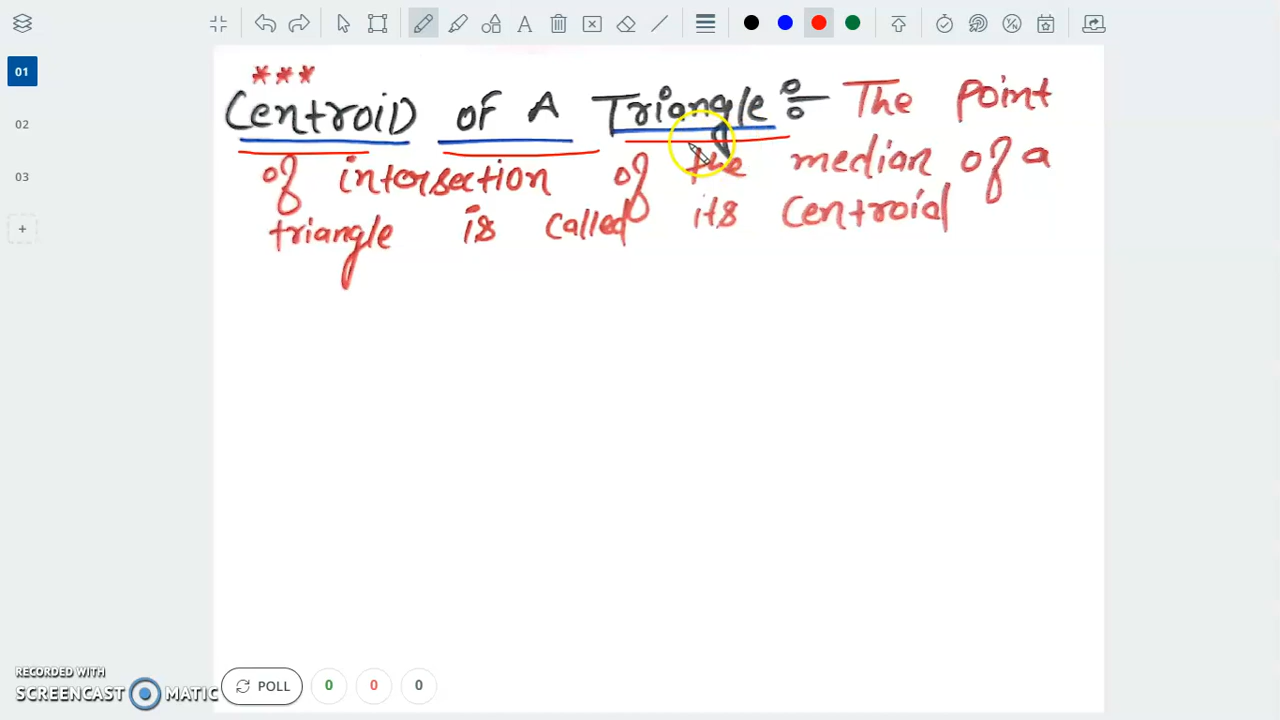 01
02
03
***
CentroiD of A Triangle : The point
of intersection of the median of a
triangle is called its centroid
RECORDED WITH
SCREENCAST MATIC
POLL 0 0 0